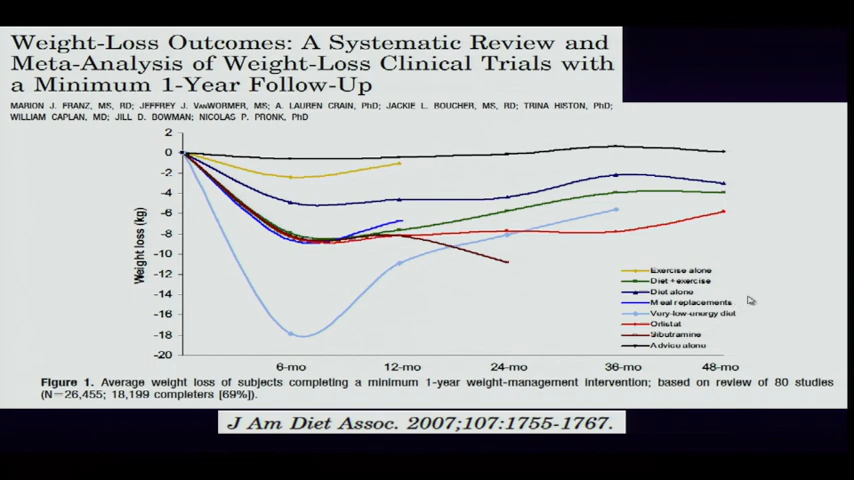 Weight-Loss Outcomes: A Systematic Review and
Meta-Analysis of Weight-Loss Clinical Trials with
a Minimum 1-Year Follow-Up
MARION J. FRANZ, MS, RD; JEFFREY J. VanWORMER, MS; A. LAUREN CRAIN, PhD; JACKIE L. BOUCHER, MS, RD; TRINA HISTON, PhD;
WILLIAM CAPLAN, MD; JILL D. BOWMAN; NICOLAS P. PRONK, PhD
2
0
-2
-4
-6
-8
-10
-12
-14
-16
-18
-20
Weight loss (kg)
6-mo 12-mo 24-mo 36-mo 48-mo
Exercise alone
Diet + exercise
Diet alone
Meal replacements
Very-low-energy diet
Orlistat
Sibutramine
Advice alone
Figure 1. Average weight loss of subjects completing a minimum 1-year weight-management intervention; based on review of 80 studies
(N=26,455; 18,199 completers [69%]).
J Am Diet Assoc. 2007;107:1755-1767.